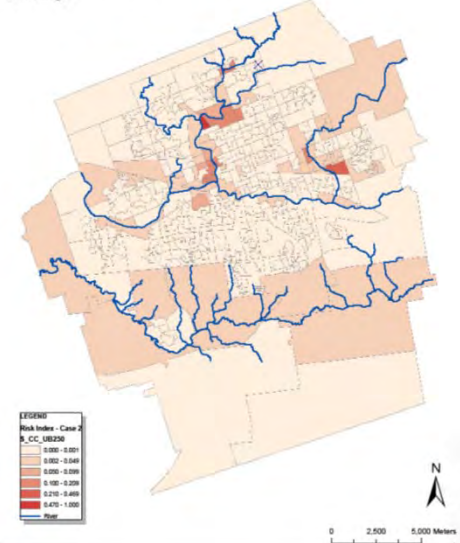 LEGEND
Risk Index - Case 2
S_CC_UB250
0.000 - 0.001
0.002 - 0.049
0.050 - 0.099
0.100 - 0.209
0.210 - 0.469
0.470 - 1.000
River
N
0 2,500 5,000 Meters